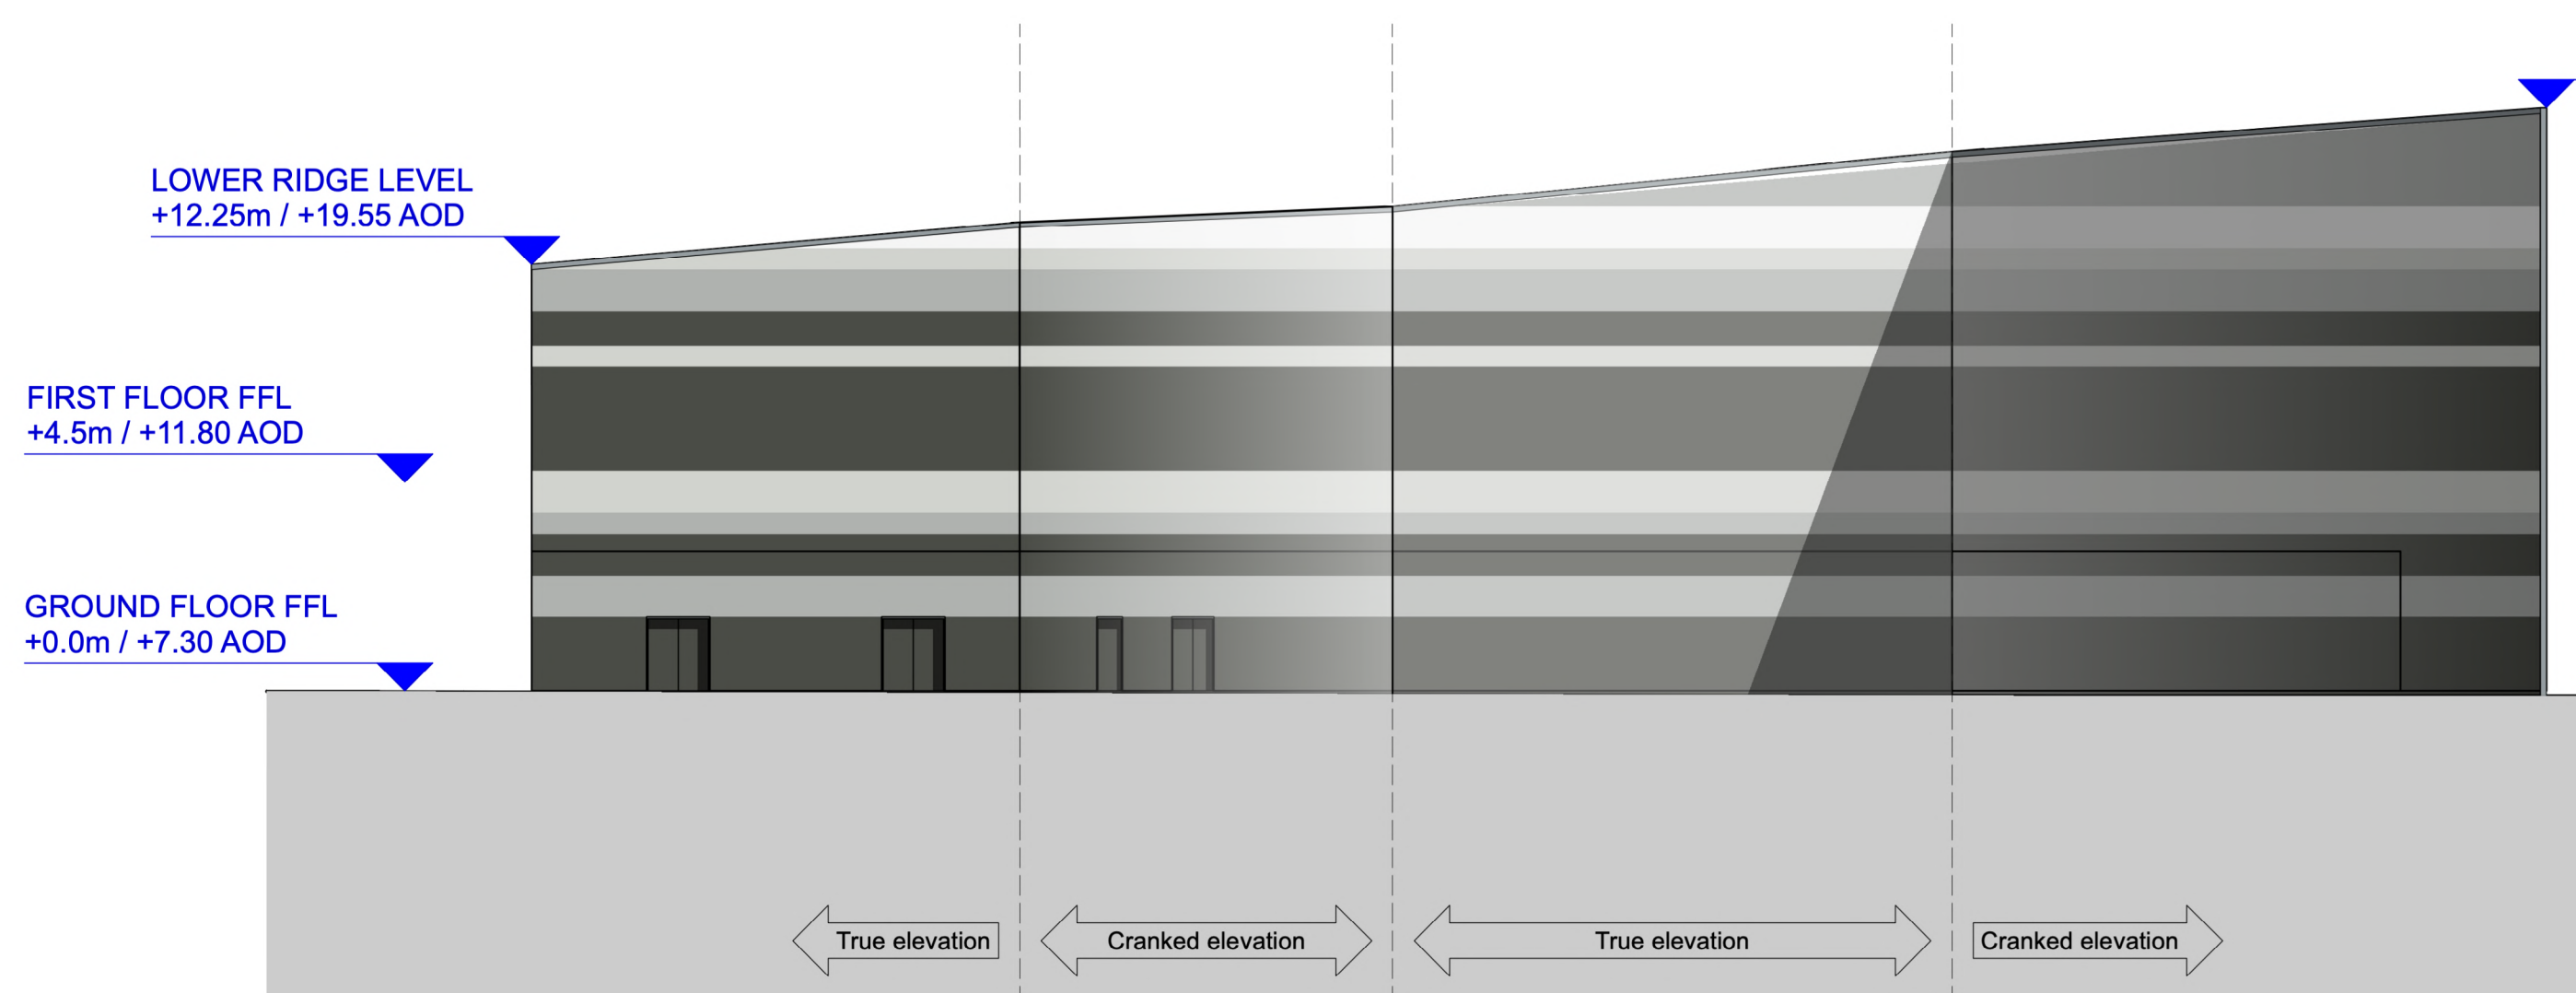 LOWER RIDGE LEVEL
+12.25m / +19.55 AOD
FIRST FLOOR FFL
+4.5m / +11.80 AOD
GROUND FLOOR FFL
+0.0m / +7.30 AOD
True elevation
Cranked elevation
True elevation
Cranked elevation